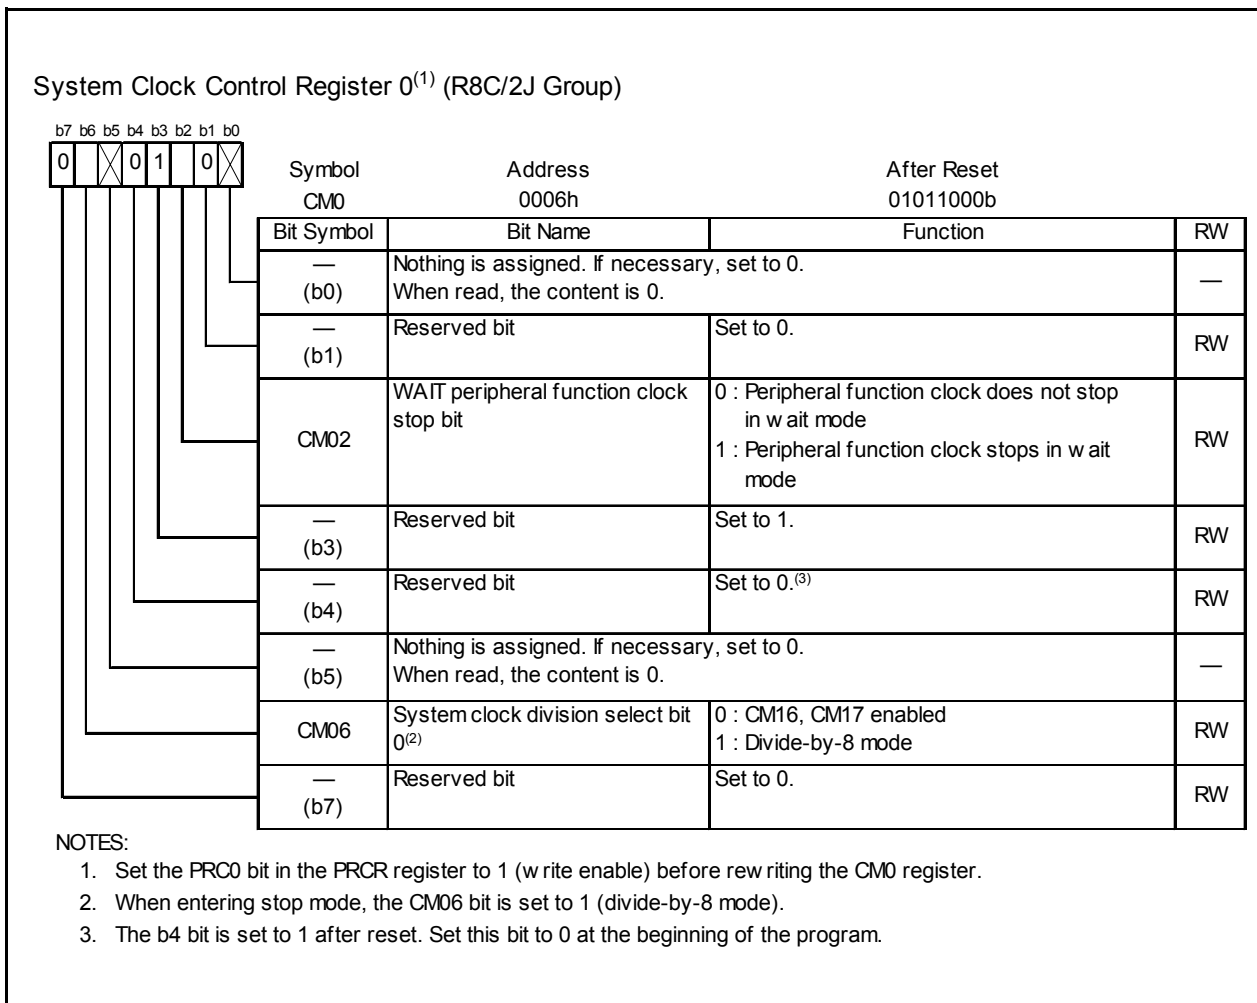 System Clock Control Register 0(1) (R8C/2J Group)
b7 b6 b5 b4 b3 b2 b1 b0
0 0 1 0
Symbol Address After Reset
CM0 0006h 01011000b
Bit Symbol Bit Name Function RW
— (b0) Nothing is assigned. If necessary, set to 0.
When read, the content is 0. —
— (b1) Reserved bit Set to 0. RW
CM02 WAIT peripheral function clock stop bit 0 : Peripheral function clock does not stop
in wait mode
1 : Peripheral function clock stops in wait
mode RW
— (b3) Reserved bit Set to 1. RW
— (b4) Reserved bit Set to 0.(3) RW
— (b5) Nothing is assigned. If necessary, set to 0.
When read, the content is 0. —
CM06 System clock division select bit 0(2) 0 : CM16, CM17 enabled
1 : Divide-by-8 mode RW
— (b7) Reserved bit Set to 0. RW
NOTES:
1. Set the PRC0 bit in the PRCR register to 1 (write enable) before rewriting the CM0 register.
2. When entering stop mode, the CM06 bit is set to 1 (divide-by-8 mode).
3. The b4 bit is set to 1 after reset. Set this bit to 0 at the beginning of the program.